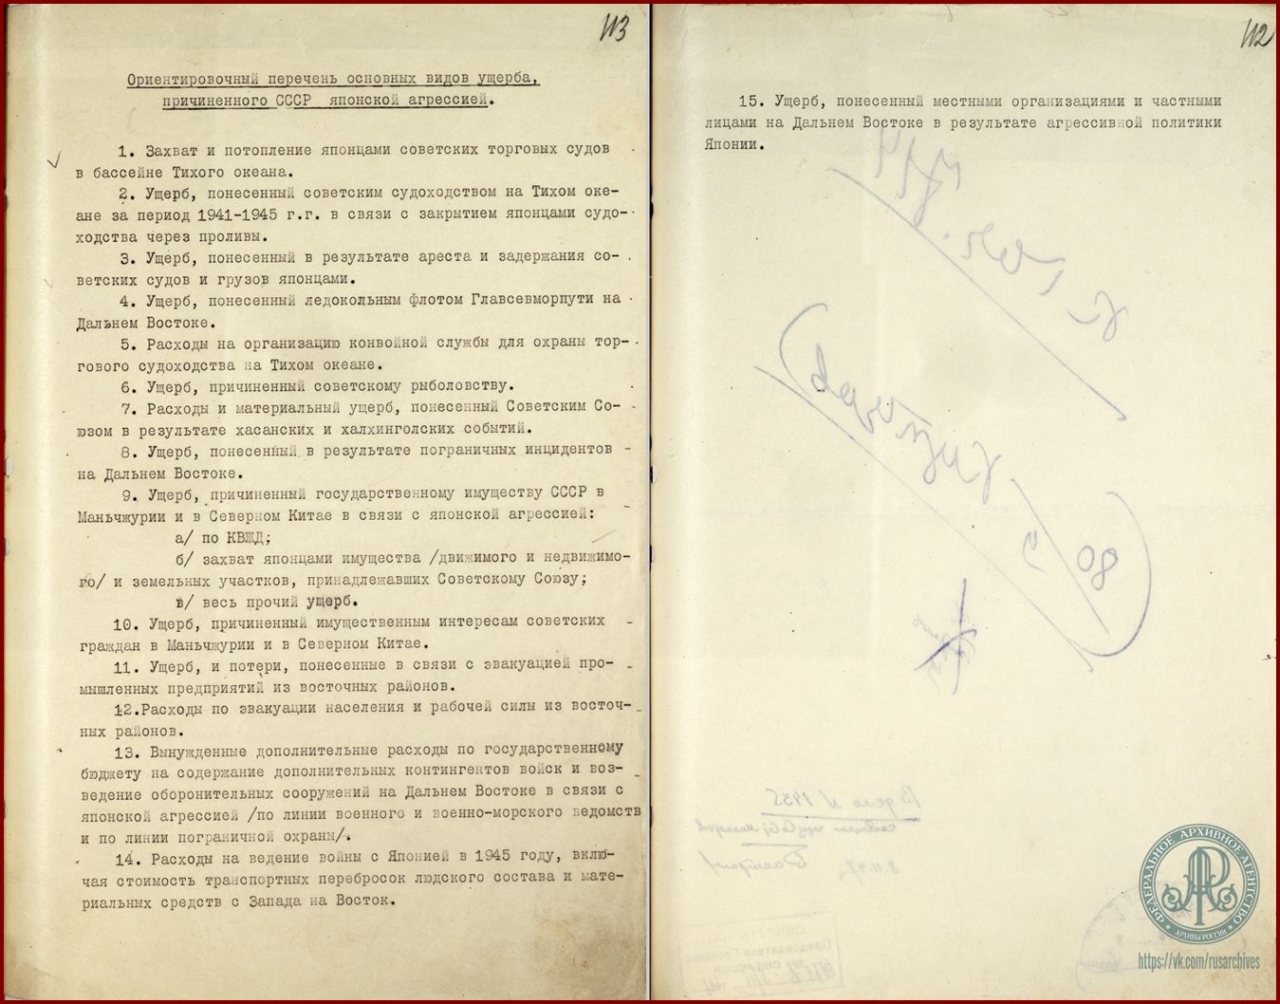 113
Ориентировочный перечень основных видов ущерба,
причиненного СССР японской агрессией.
1. Захват и потопление японцами советских торговых судов
в бассейне Тихого океана.
2. Ущерб, понесенный советским судоходством на Тихом оке-
ане за период 1941-1945 г.г. в связи с закрытием японцами судо-
ходства через проливы.
3. Ущерб, понесенный в результате ареста и задержания со-
ветских судов и грузов японцами.
4. Ущерб, понесенный ледокольным флотом Главсевморпути на
Дальнем Востоке.
5. Расходы на организацию конвойной службы для охраны тор-
гового судоходства на Тихом океане.
6. Ущерб, причиненный советскому рыболовству.
7. Расходы и материальный ущерб, понесенный Советским Со-
юзом в результате хасанских и халхинголских событий.
8. Ущерб, понесенный в результате пограничных инцидентов
на Дальнем Востоке.
9. Ущерб, причиненный государственному имуществу СССР в
Маньчжурии и в Северном Китае в связи с японской агрессией:
а/ по КВЖД;
б/ захват японцами имущества /движимого и недвижимо-
го/ и земельных участков, принадлежавших Советскому Союзу;
в/ весь прочий ущерб.
10. Ущерб, причиненный имущественным интересам советских
граждан в Маньчжурии и в Северном Китае.
11. Ущерб, и потери, понесенные в связи с эвакуацией про-
мышленных предприятий из восточных районов.
12.Расходы по эвакуации населения и рабочей силы из восточ-
ных районов.
13. Вынужденные дополнительные расходы по государственному
бюджету на содержание дополнительных контингентов войск и воз-
ведение оборонительных сооружений на Дальнем Востоке в связи с
японской агрессией /по линии военного и военно-морского ведомств
и по линии пограничной охраны/.
14. Расходы на ведение войны с Японией в 1945 году, вклю-
чая стоимость транспортных перебросок людского состава и мате-
риальных средств с Запада на Восток.
112
15. Ущерб, понесенный местными организациями и частными
лицами на Дальнем Востоке в результате агрессивной политики
Японии.
ФЕДЕРАЛЬНОЕ АРХИВНОЕ АГЕНТСТВО
АРХИВЫ РОССИИ
https://vk.com/rusarchives